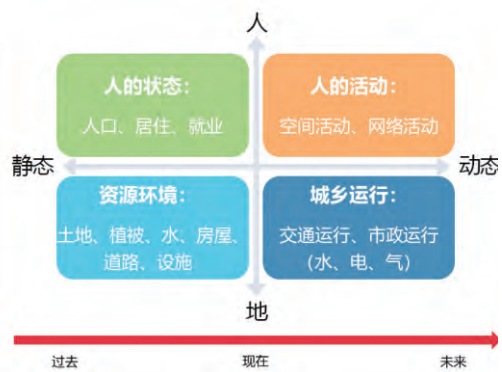 人
人的状态：
人口、居住、就业
人的活动：
空间活动、网络活动
静态
动态
资源环境：
土地、植被、水、房屋、
道路、设施
城乡运行：
交通运行、市政运行
（水、电、气）
地
过去
现在
未来